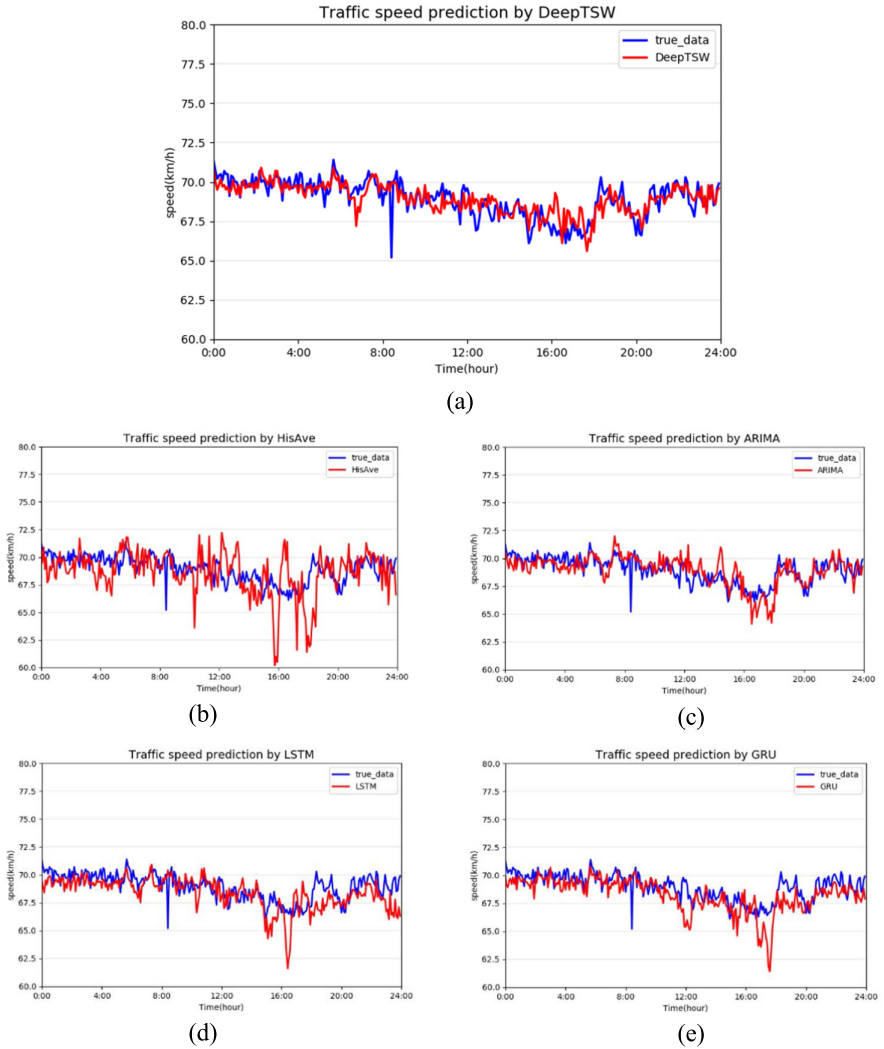 Traffic speed prediction by DeepTSW
80.0
77.5
75.0
72.5
70.0
67.5
65.0
62.5
60.0
speed(km/h)
true_data
DeepTSW
0:00 4:00 8:00 12:00 16:00 20:00 24:00
Time(hour)
(a)
Traffic speed prediction by HisAve
80.0
77.5
75.0
72.5
70.0
67.5
65.0
62.5
60.0
speed(km/h)
true_data
HisAve
0:00 4:00 8:00 12:00 16:00 20:00 24:00
Time(hour)
(b)
Traffic speed prediction by ARIMA
80.0
77.5
75.0
72.5
70.0
67.5
65.0
62.5
60.0
speed(km/h)
true_data
ARIMA
0:00 4:00 8:00 12:00 16:00 20:00 24:00
Time(hour)
(c)
Traffic speed prediction by LSTM
80.0
77.5
75.0
72.5
70.0
67.5
65.0
62.5
60.0
speed(km/h)
true_data
LSTM
0:00 4:00 8:00 12:00 16:00 20:00 24:00
Time(hour)
(d)
Traffic speed prediction by GRU
80.0
77.5
75.0
72.5
70.0
67.5
65.0
62.5
60.0
speed(km/h)
true_data
GRU
0:00 4:00 8:00 12:00 16:00 20:00 24:00
Time(hour)
(e)